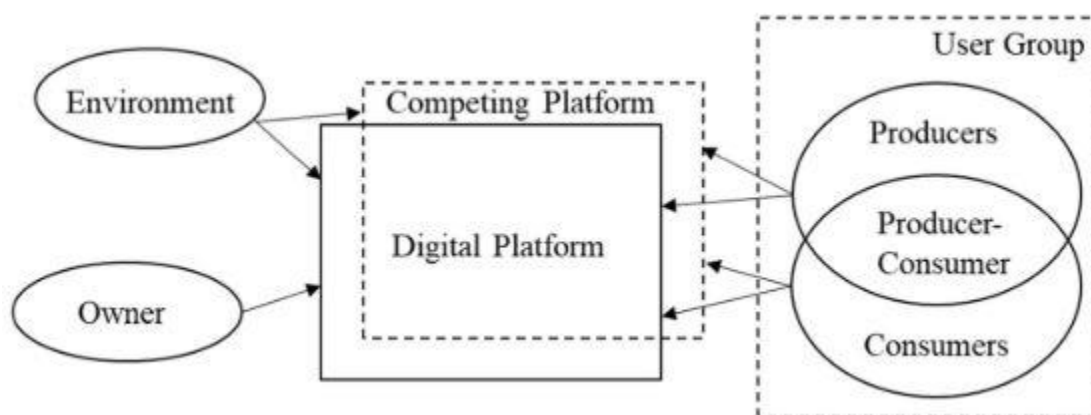 User Group
Environment
Competing Platform
Producers
Digital Platform
Producer-
Consumer
Owner
Consumers